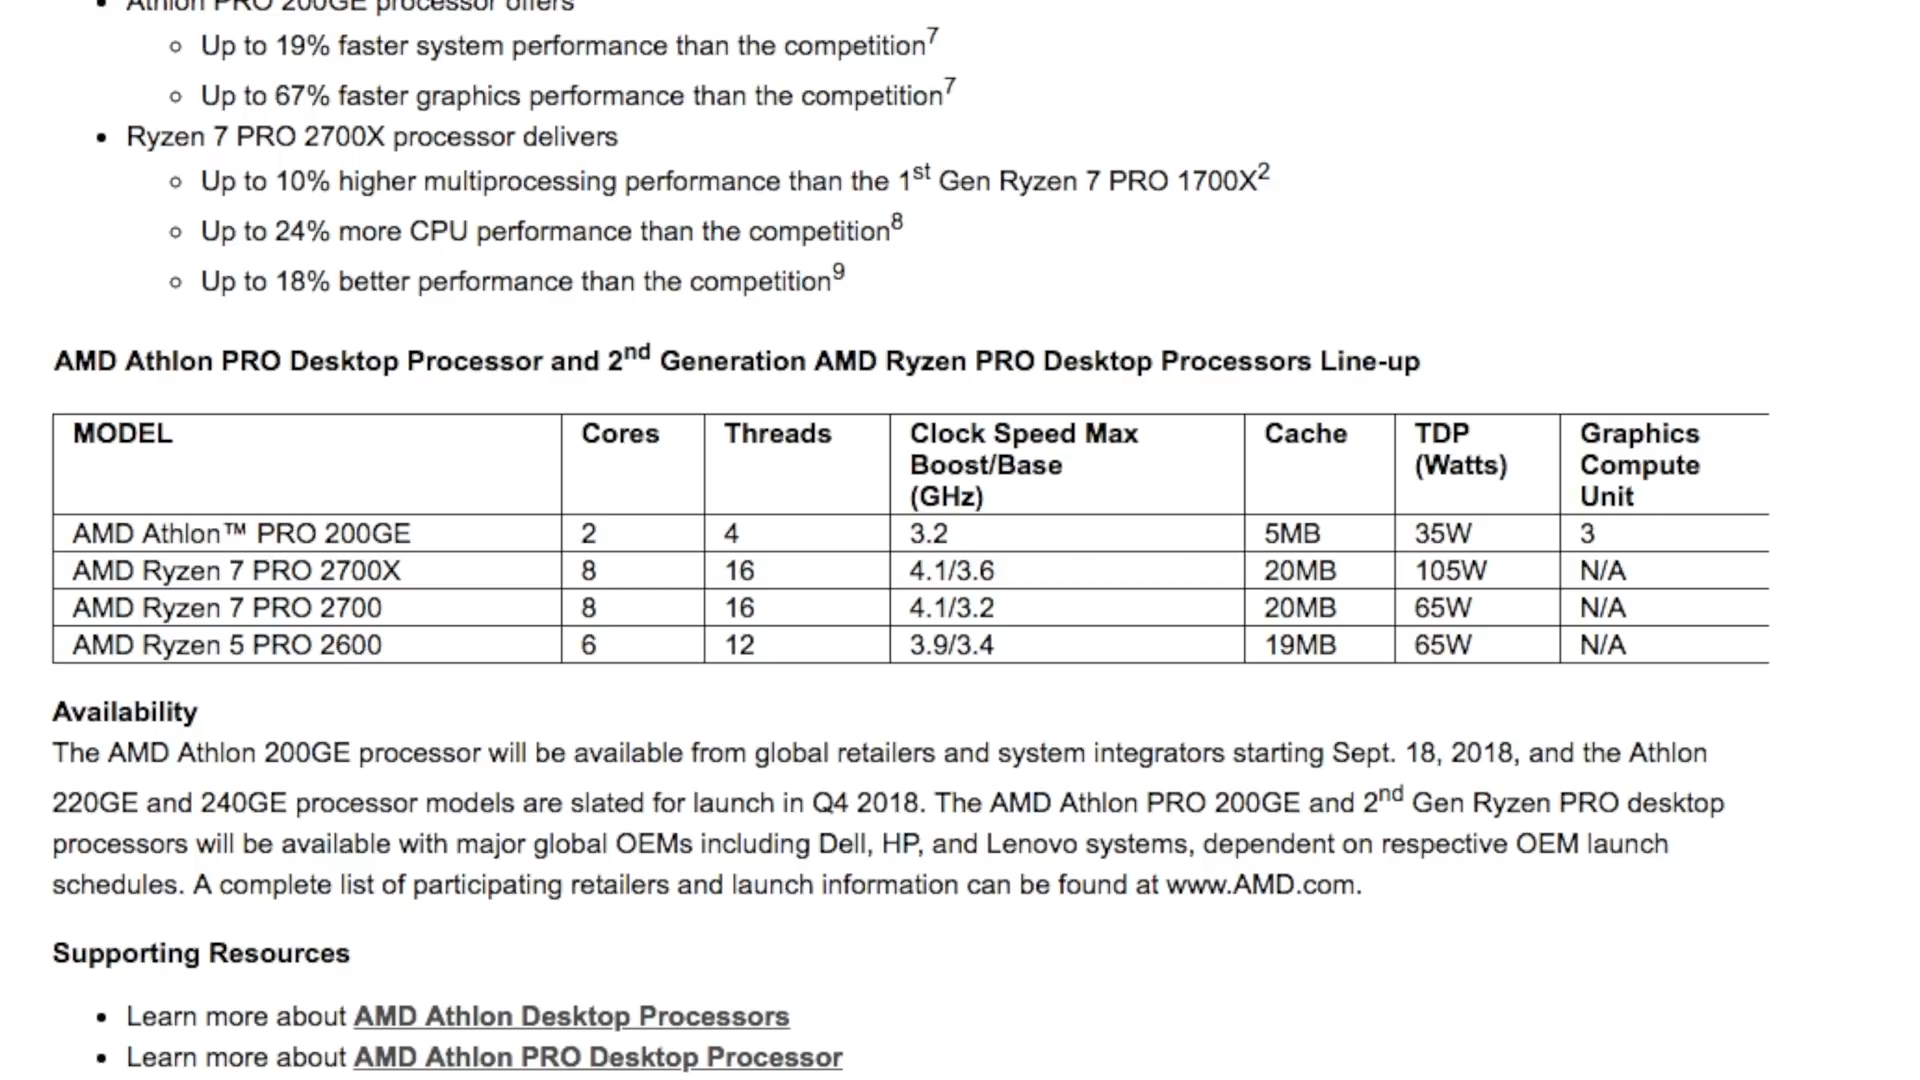 Athlon PRO 200GE processor offers
Up to 19% faster system performance than the competition7
Up to 67% faster graphics performance than the competition7
Ryzen 7 PRO 2700X processor delivers
Up to 10% higher multiprocessing performance than the 1st Gen Ryzen 7 PRO 1700X2
Up to 24% more CPU performance than the competition8
Up to 18% better performance than the competition9
AMD Athlon PRO Desktop Processor and 2nd Generation AMD Ryzen PRO Desktop Processors Line-up
MODEL Cores Threads Clock Speed Max Boost/Base (GHz) Cache TDP (Watts) Graphics Compute Unit
AMD Athlon™ PRO 200GE 2 4 3.2 5MB 35W 3
AMD Ryzen 7 PRO 2700X 8 16 4.1/3.6 20MB 105W N/A
AMD Ryzen 7 PRO 2700 8 16 4.1/3.2 20MB 65W N/A
AMD Ryzen 5 PRO 2600 6 12 3.9/3.4 19MB 65W N/A
Availability
The AMD Athlon 200GE processor will be available from global retailers and system integrators starting Sept. 18, 2018, and the Athlon
220GE and 240GE processor models are slated for launch in Q4 2018. The AMD Athlon PRO 200GE and 2nd Gen Ryzen PRO desktop
processors will be available with major global OEMs including Dell, HP, and Lenovo systems, dependent on respective OEM launch
schedules. A complete list of participating retailers and launch information can be found at www.AMD.com.
Supporting Resources
Learn more about AMD Athlon Desktop Processors
Learn more about AMD Athlon PRO Desktop Processor